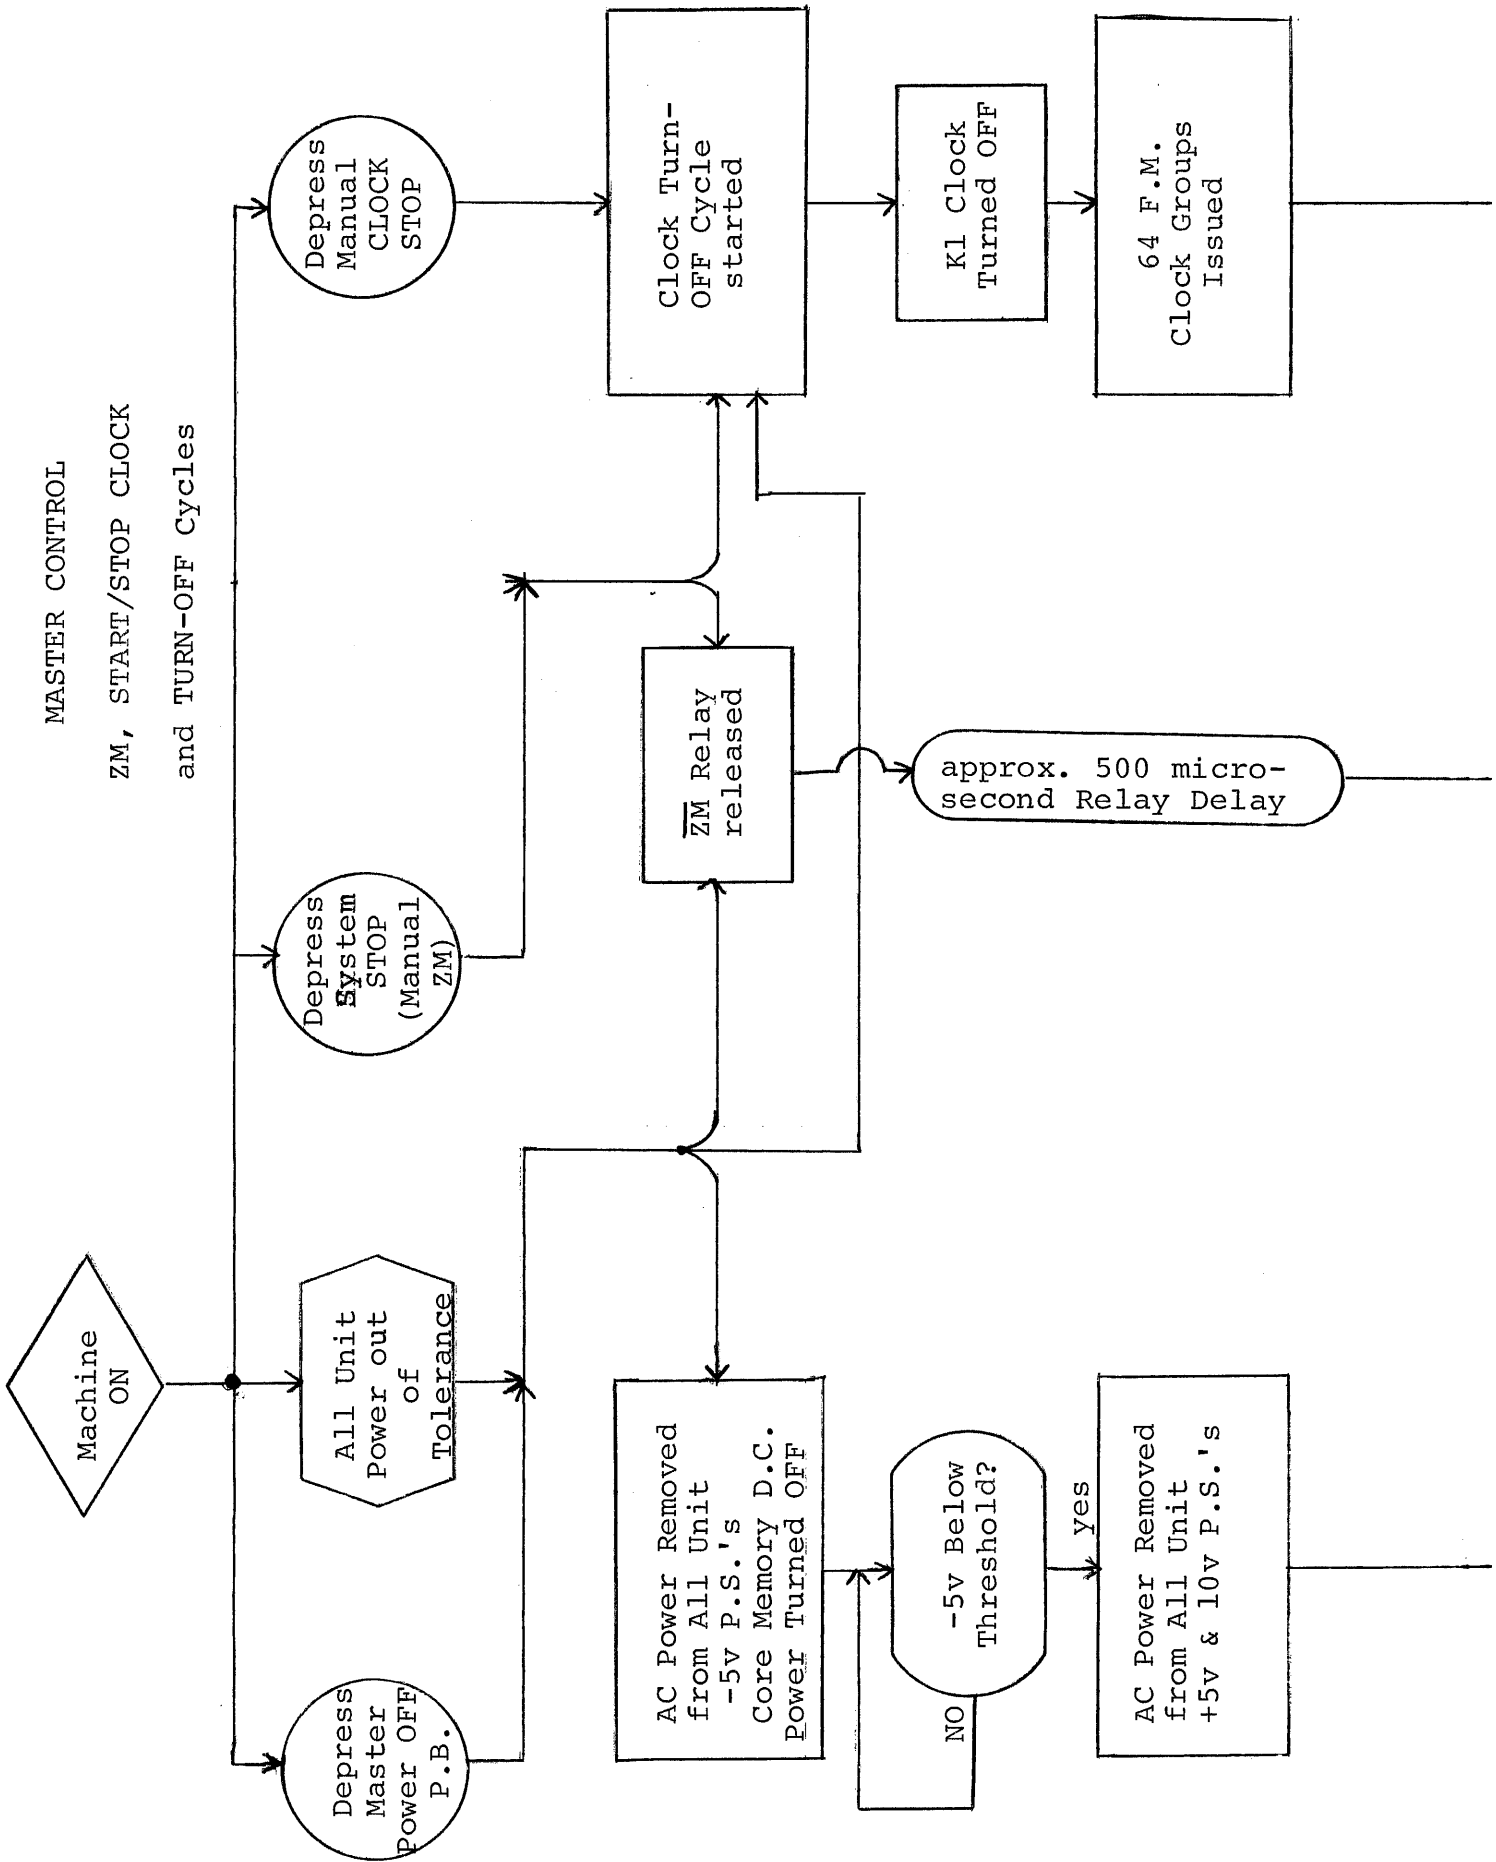 MASTER CONTROL
ZM, START/STOP CLOCK
and TURN-OFF Cycles
Machine
ON
Depress
Master
Power OFF
P.B.
All Unit
Power out
of
Tolerance
Depress
System
STOP
(Manual
ZM)
Depress
Manual
CLOCK
STOP
AC Power Removed
from All Unit
-5v P.S.'s
Core Memory D.C.
Power Turned OFF
Z̅M̅ Relay
released
Clock Turn-
OFF Cycle
started
NO
-5v Below
Threshold?
yes
approx. 500 micro-
second Relay Delay
K1 Clock
Turned OFF
AC Power Removed
from All Unit
+5v & 10v P.S.'s
64 F.M.
Clock Groups
Issued